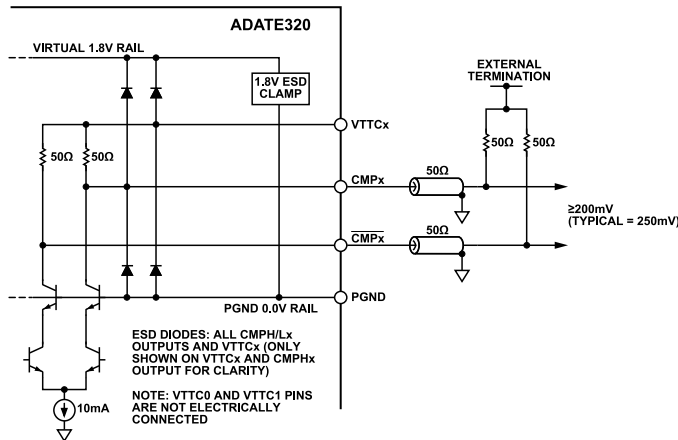 ADATE320
VIRTUAL 1.8V RAIL
1.8V ESD
CLAMP
EXTERNAL
TERMINATION
VTTCx
50Ω
50Ω
50Ω
50Ω
50Ω
CMPx
50Ω
≥200mV
(TYPICAL = 250mV)
CMPx
50Ω
PGND
PGND 0.0V RAIL
ESD DIODES: ALL CMPH/Lx
OUTPUTS AND VTTCx (ONLY
SHOWN ON VTTCx AND CMPHx
OUTPUT FOR CLARITY)
NOTE: VTTC0 AND VTTC1 PINS
ARE NOT ELECTRICALLY
CONNECTED
10mA